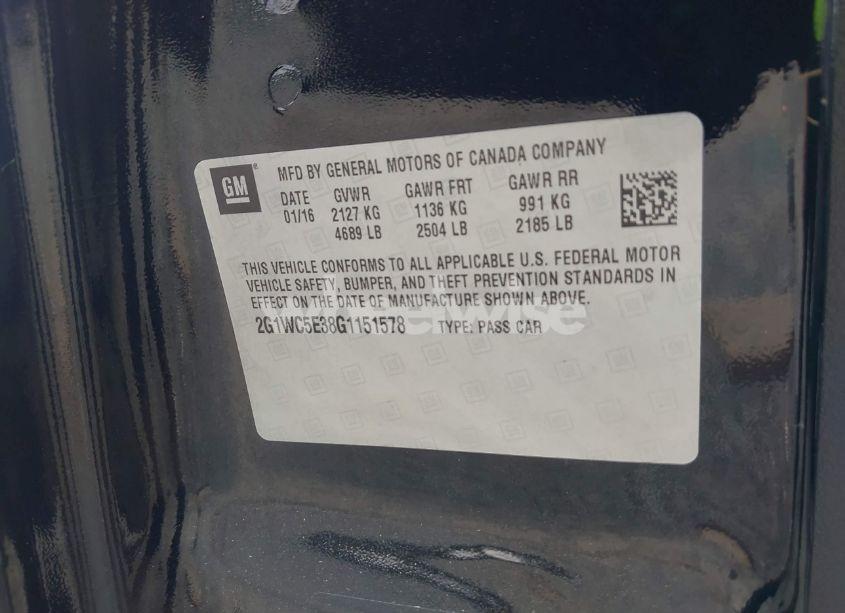 GM
MFD BY GENERAL MOTORS OF CANADA COMPANY
DATE GVWR GAWR FRT GAWR RR
01/16 2127 KG 1136 KG 991 KG
4689 LB 2504 LB 2185 LB
THIS VEHICLE CONFORMS TO ALL APPLICABLE U.S. FEDERAL MOTOR
VEHICLE SAFETY, BUMPER, AND THEFT PREVENTION STANDARDS IN
EFFECT ON THE DATE OF MANUFACTURE SHOWN ABOVE.
2G1WC5E38G1151578 TYPE: PASS CAR